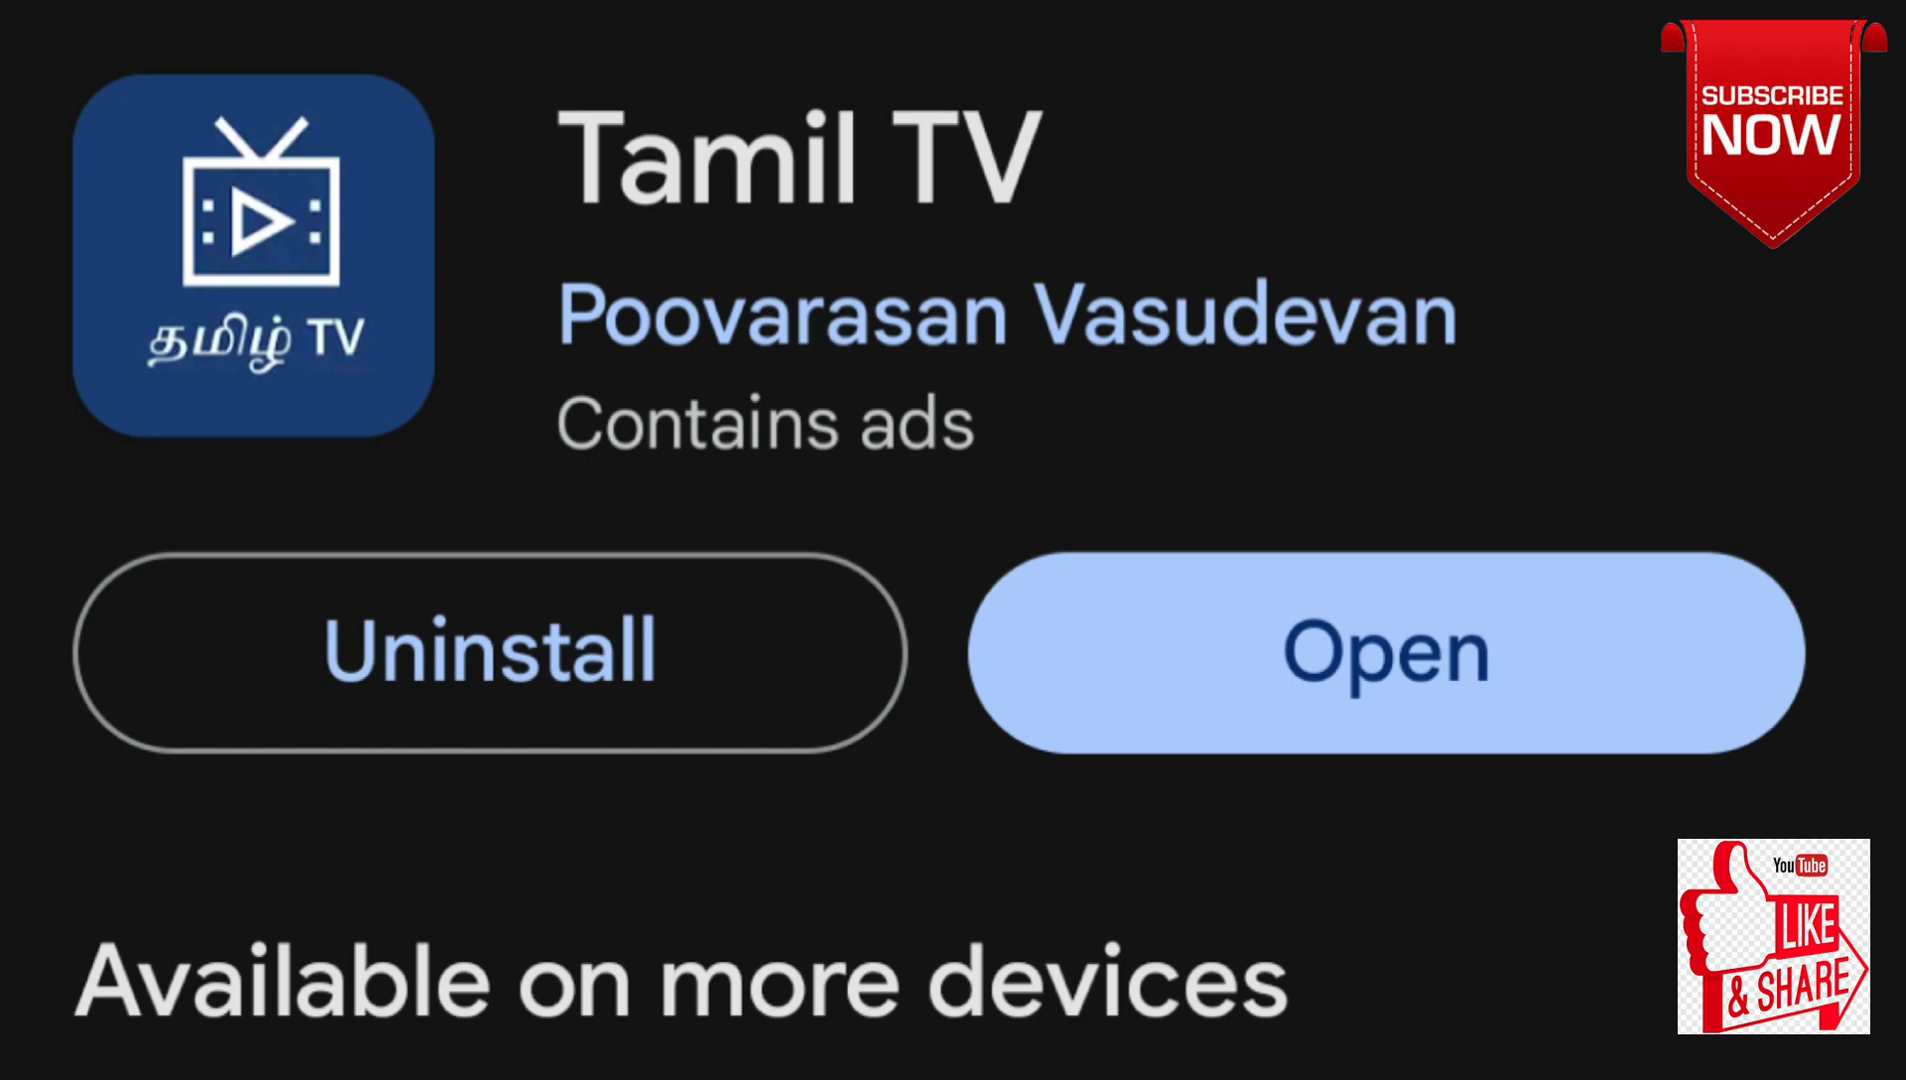 SUBSCRIBE
NOW
Tamil TV
Poovarasan Vasudevan
Contains ads
தமிழ் TV
Uninstall
Open
Available on more devices
YouTube
LIKE
& SHARE